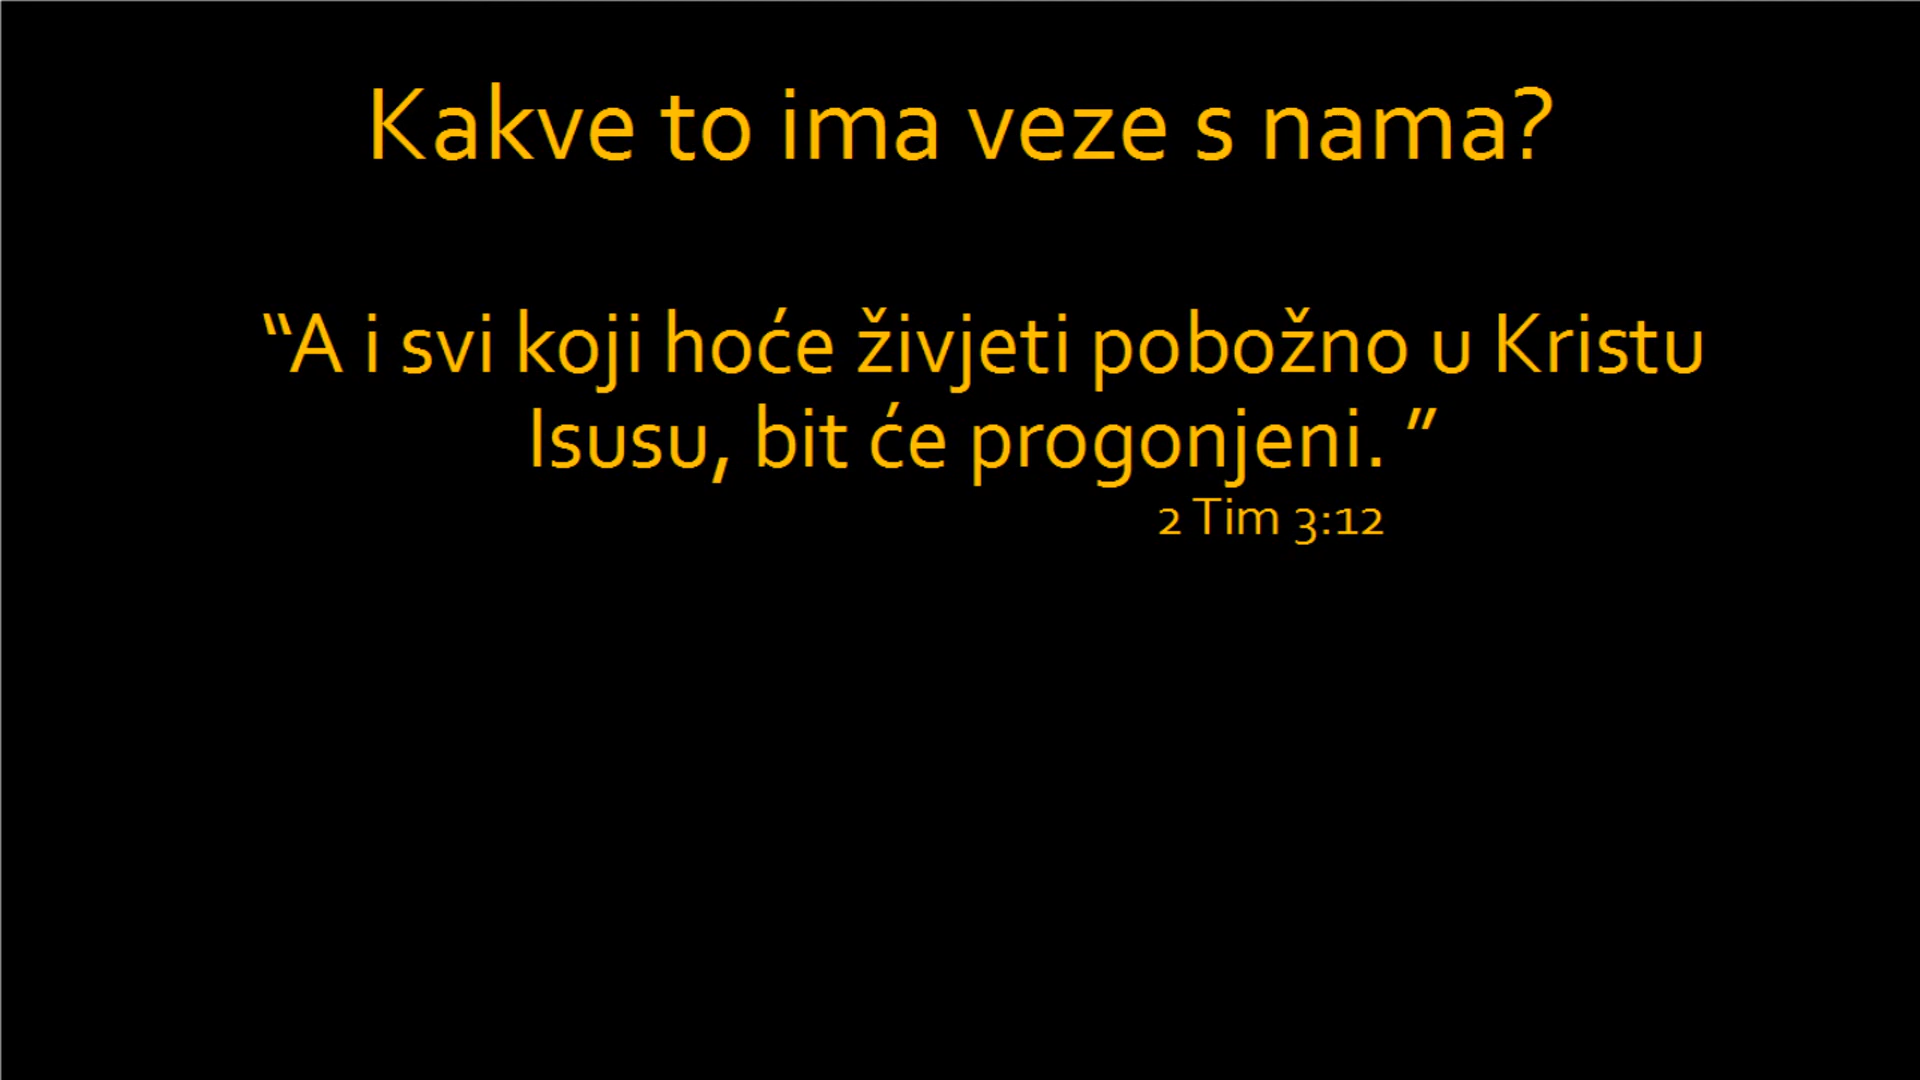 Kakve to ima veze s nama?
“A i svi koji hoće živjeti pobožno u Kristu
Isusu, bit će progonjeni. ”
2 Tim 3:12